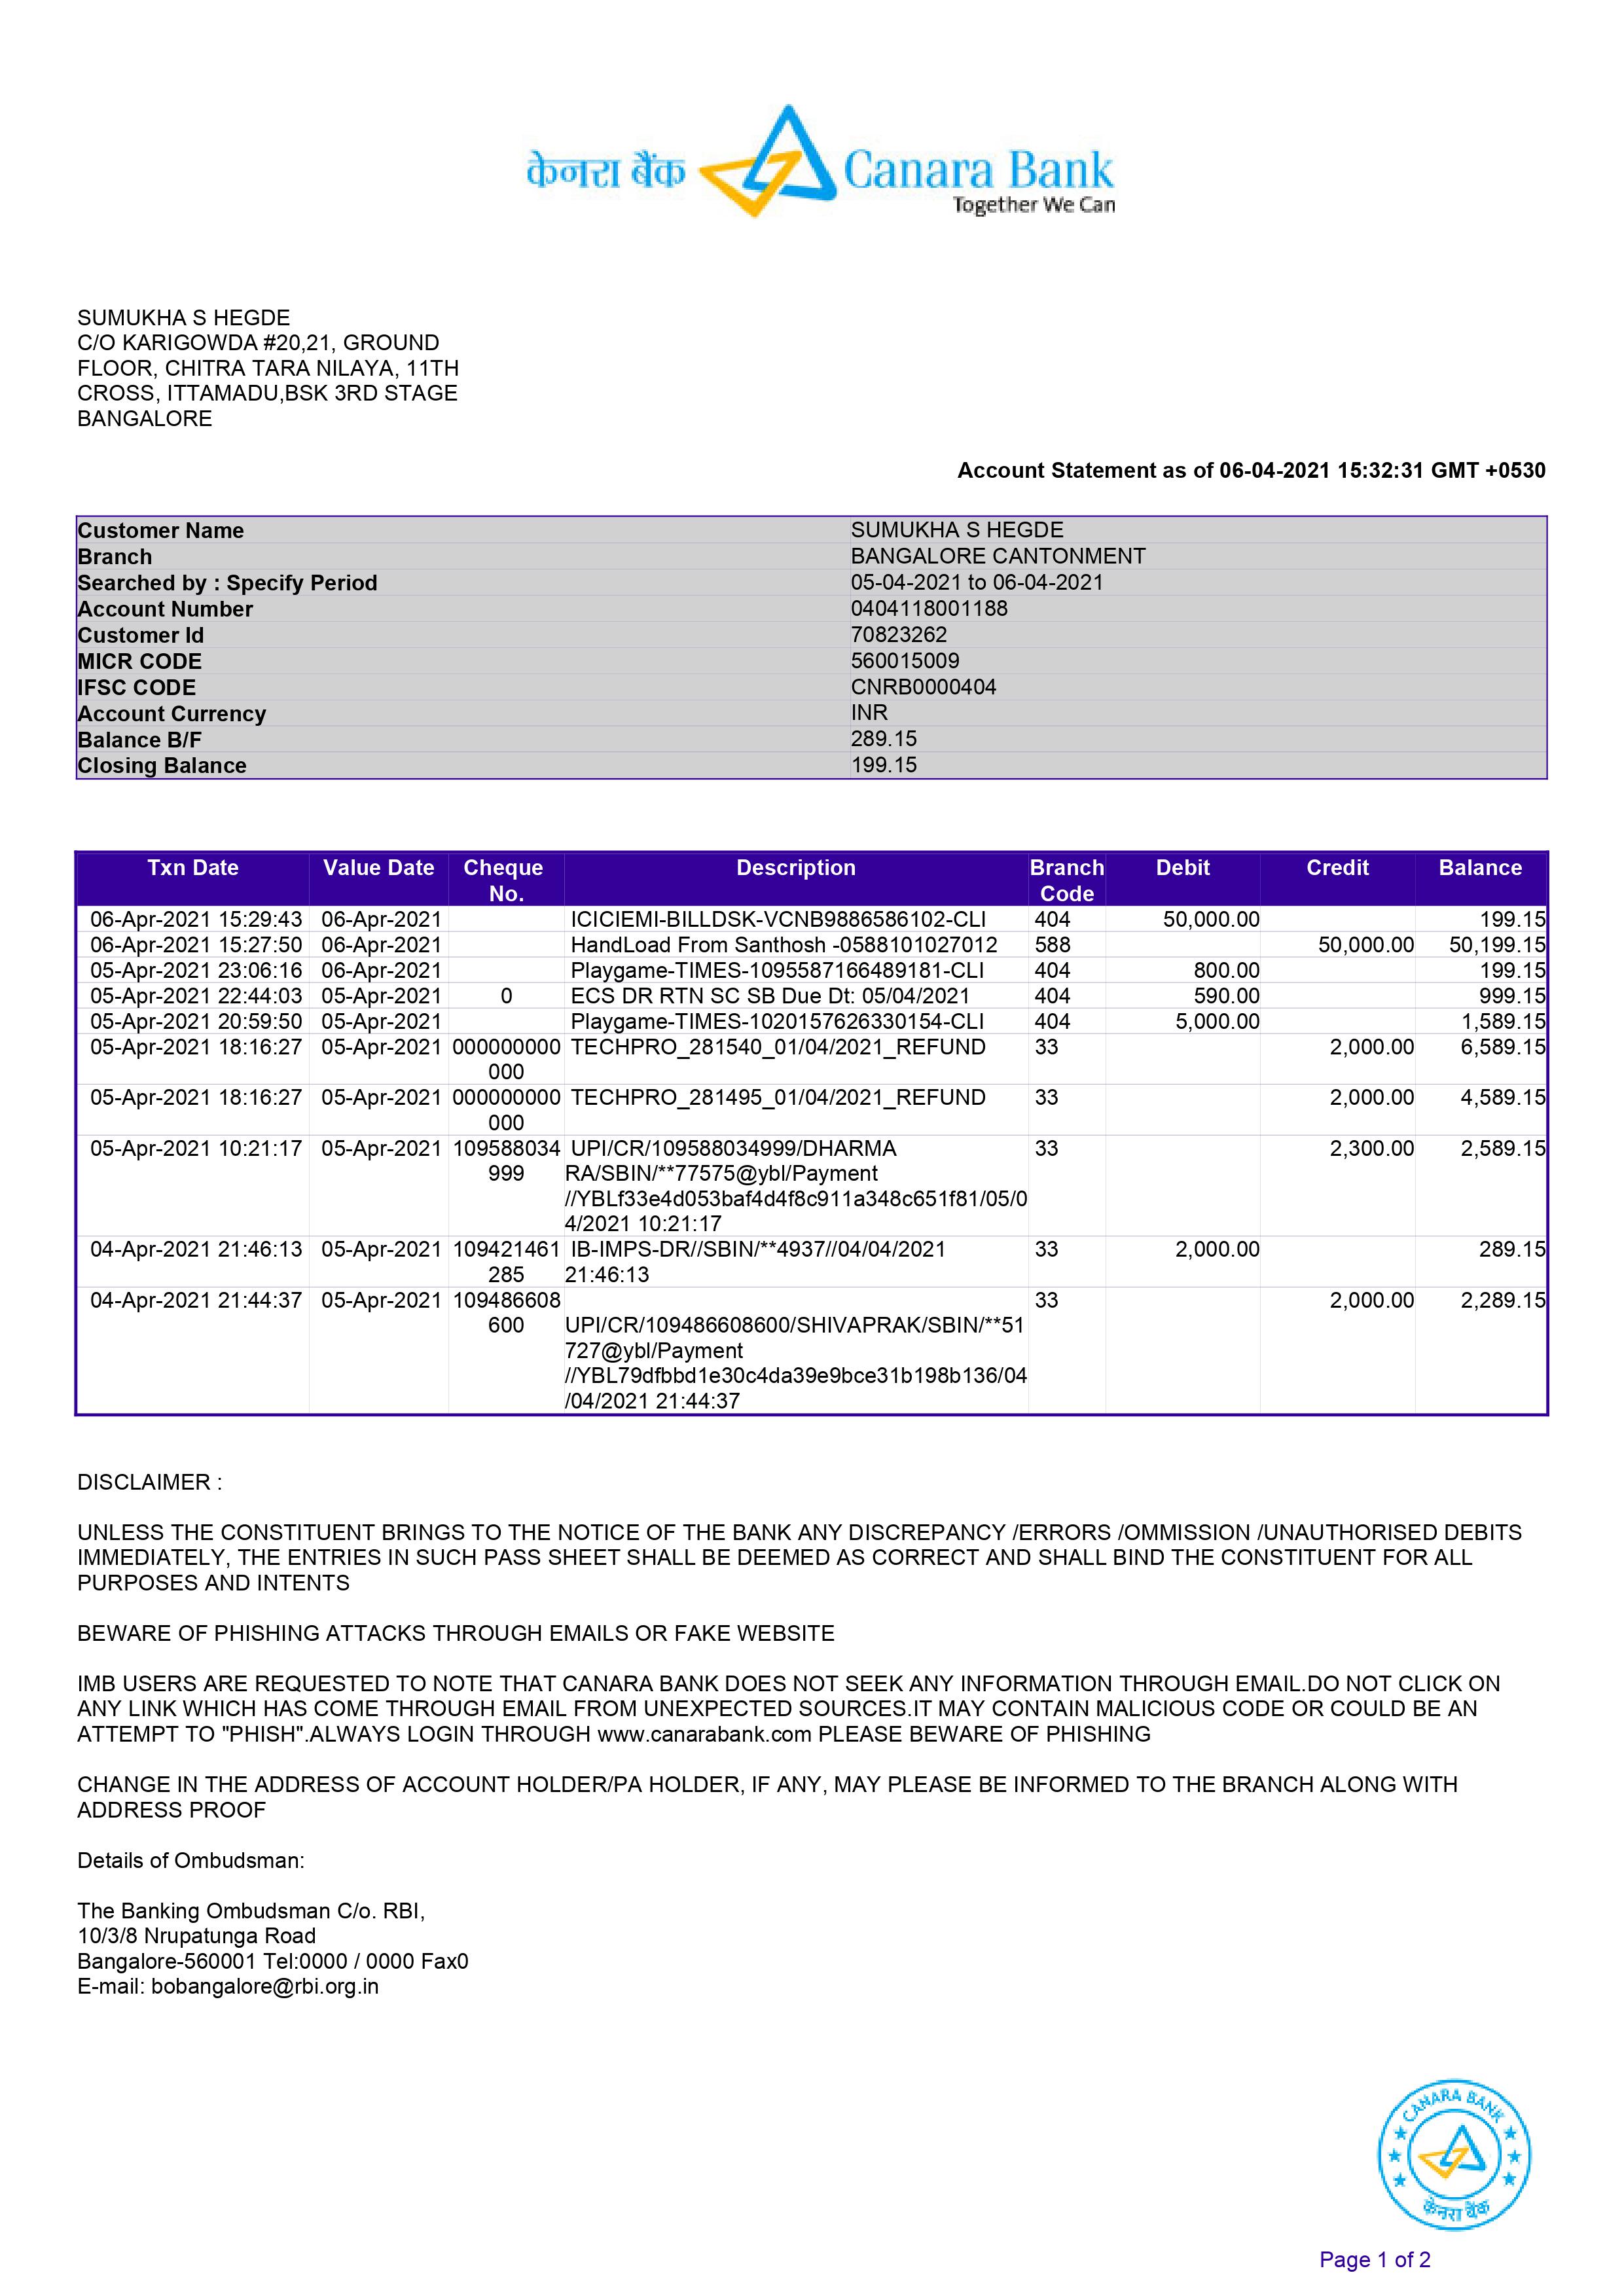 केनरा बैंक Canara Bank
Together We Can
SUMUKHA S HEGDE
C/O KARIGOWDA #20,21, GROUND
FLOOR, CHITRA TARA NILAYA, 11TH
CROSS, ITTAMADU,BSK 3RD STAGE
BANGALORE
Account Statement as of 06-04-2021 15:32:31 GMT +0530
Customer Name SUMUKHA S HEGDE
Branch BANGALORE CANTONMENT
Searched by : Specify Period 05-04-2021 to 06-04-2021
Account Number 0404118001188
Customer Id 70823262
MICR CODE 560015009
IFSC CODE CNRB0000404
Account Currency INR
Balance B/F 289.15
Closing Balance 199.15
Txn Date Value Date Cheque Description Branch Debit Credit Balance
No. Code
06-Apr-2021 15:29:43 06-Apr-2021 ICICIEMI-BILLDSK-VCNB9886586102-CLI 404 50,000.00 199.15
06-Apr-2021 15:27:50 06-Apr-2021 HandLoad From Santhosh -0588101027012 588 50,000.00 50,199.15
05-Apr-2021 23:06:16 06-Apr-2021 Playgame-TIMES-1095587166489181-CLI 404 800.00 199.15
05-Apr-2021 22:44:03 05-Apr-2021 0 ECS DR RTN SC SB Due Dt: 05/04/2021 404 590.00 999.15
05-Apr-2021 20:59:50 05-Apr-2021 Playgame-TIMES-1020157626330154-CLI 404 5,000.00 1,589.15
05-Apr-2021 18:16:27 05-Apr-2021 000000000 TECHPRO_281540_01/04/2021_REFUND 33 2,000.00 6,589.15
000
05-Apr-2021 18:16:27 05-Apr-2021 000000000 TECHPRO_281495_01/04/2021_REFUND 33 2,000.00 4,589.15
000
05-Apr-2021 10:21:17 05-Apr-2021 109588034 UPI/CR/109588034999/DHARMA 33 2,300.00 2,589.15
999 RA/SBIN/**77575@ybl/Payment
//YBLf33e4d053baf4d4f8c911a348c651f81/05/0
4/2021 10:21:17
04-Apr-2021 21:46:13 05-Apr-2021 109421461 IB-IMPS-DR//SBIN/**4937//04/04/2021 33 2,000.00 289.15
285 21:46:13
04-Apr-2021 21:44:37 05-Apr-2021 109486608 33 2,000.00 2,289.15
600 UPI/CR/109486608600/SHIVAPRAK/SBIN/**51
727@ybl/Payment
//YBL79dfbbd1e30c4da39e9bce31b198b136/04
/04/2021 21:44:37
DISCLAIMER :
UNLESS THE CONSTITUENT BRINGS TO THE NOTICE OF THE BANK ANY DISCREPANCY /ERRORS /OMMISSION /UNAUTHORISED DEBITS
IMMEDIATELY, THE ENTRIES IN SUCH PASS SHEET SHALL BE DEEMED AS CORRECT AND SHALL BIND THE CONSTITUENT FOR ALL
PURPOSES AND INTENTS
BEWARE OF PHISHING ATTACKS THROUGH EMAILS OR FAKE WEBSITE
IMB USERS ARE REQUESTED TO NOTE THAT CANARA BANK DOES NOT SEEK ANY INFORMATION THROUGH EMAIL.DO NOT CLICK ON
ANY LINK WHICH HAS COME THROUGH EMAIL FROM UNEXPECTED SOURCES.IT MAY CONTAIN MALICIOUS CODE OR COULD BE AN
ATTEMPT TO "PHISH".ALWAYS LOGIN THROUGH www.canarabank.com PLEASE BEWARE OF PHISHING
CHANGE IN THE ADDRESS OF ACCOUNT HOLDER/PA HOLDER, IF ANY, MAY PLEASE BE INFORMED TO THE BRANCH ALONG WITH
ADDRESS PROOF
Details of Ombudsman:
The Banking Ombudsman C/o. RBI,
10/3/8 Nrupatunga Road
Bangalore-560001 Tel:0000 / 0000 Fax0
E-mail: bobangalore@rbi.org.in
CANARA BANK
केनरा बैंक
Page 1 of 2